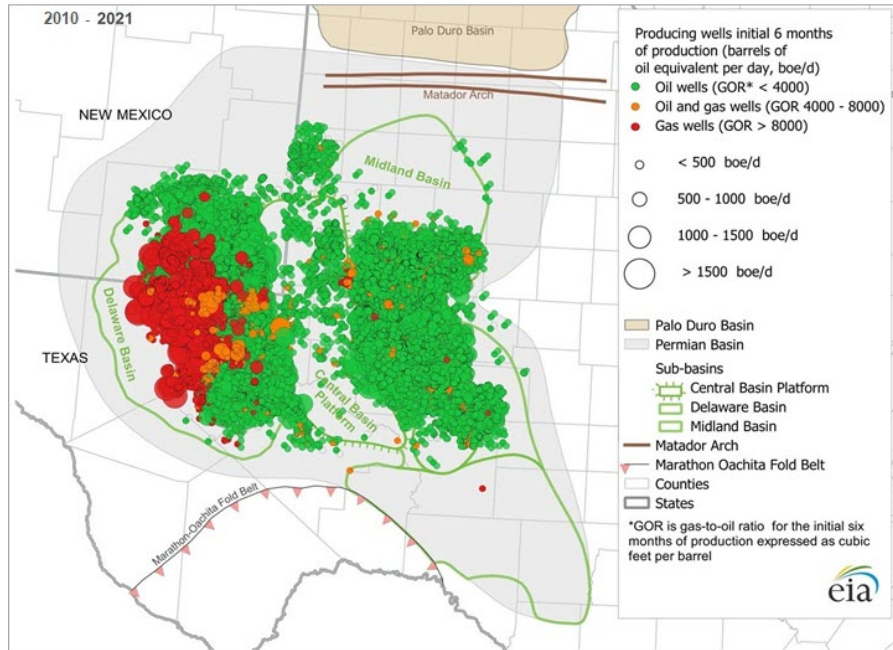 2010 - 2021
Palo Duro Basin
Matador Arch
NEW MEXICO
Midland Basin
Delaware Basin
TEXAS
Central Basin
Platform
Marathon-Oachita Fold Belt
Producing wells initial 6 months
of production (barrels of
oil equivalent per day, boe/d)
Oil wells (GOR* < 4000)
Oil and gas wells (GOR 4000 - 8000)
Gas wells (GOR > 8000)
< 500 boe/d
500 - 1000 boe/d
1000 - 1500 boe/d
> 1500 boe/d
Palo Duro Basin
Permian Basin
Sub-basins
Central Basin Platform
Delaware Basin
Midland Basin
Matador Arch
Marathon Oachita Fold Belt
Counties
States
*GOR is gas-to-oil ratio for the initial six
months of production expressed as cubic
feet per barrel
eia